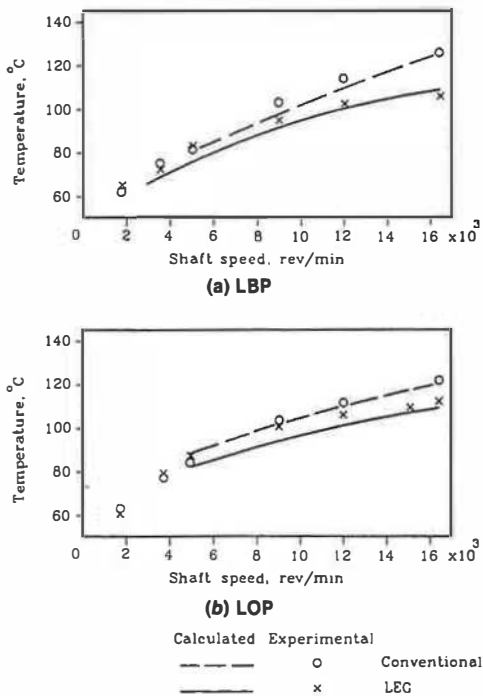 140
120
100
80
60
Temperature, °C
0 2 4 6 8 10 12 14 16 x10³
Shaft speed, rev/min
(a) LBP
140
120
100
80
60
Temperature, °C
0 2 4 6 8 10 12 14 16 x10³
Shaft speed, rev/min
(b) LOP
Calculated Experimental
Conventional
LEG